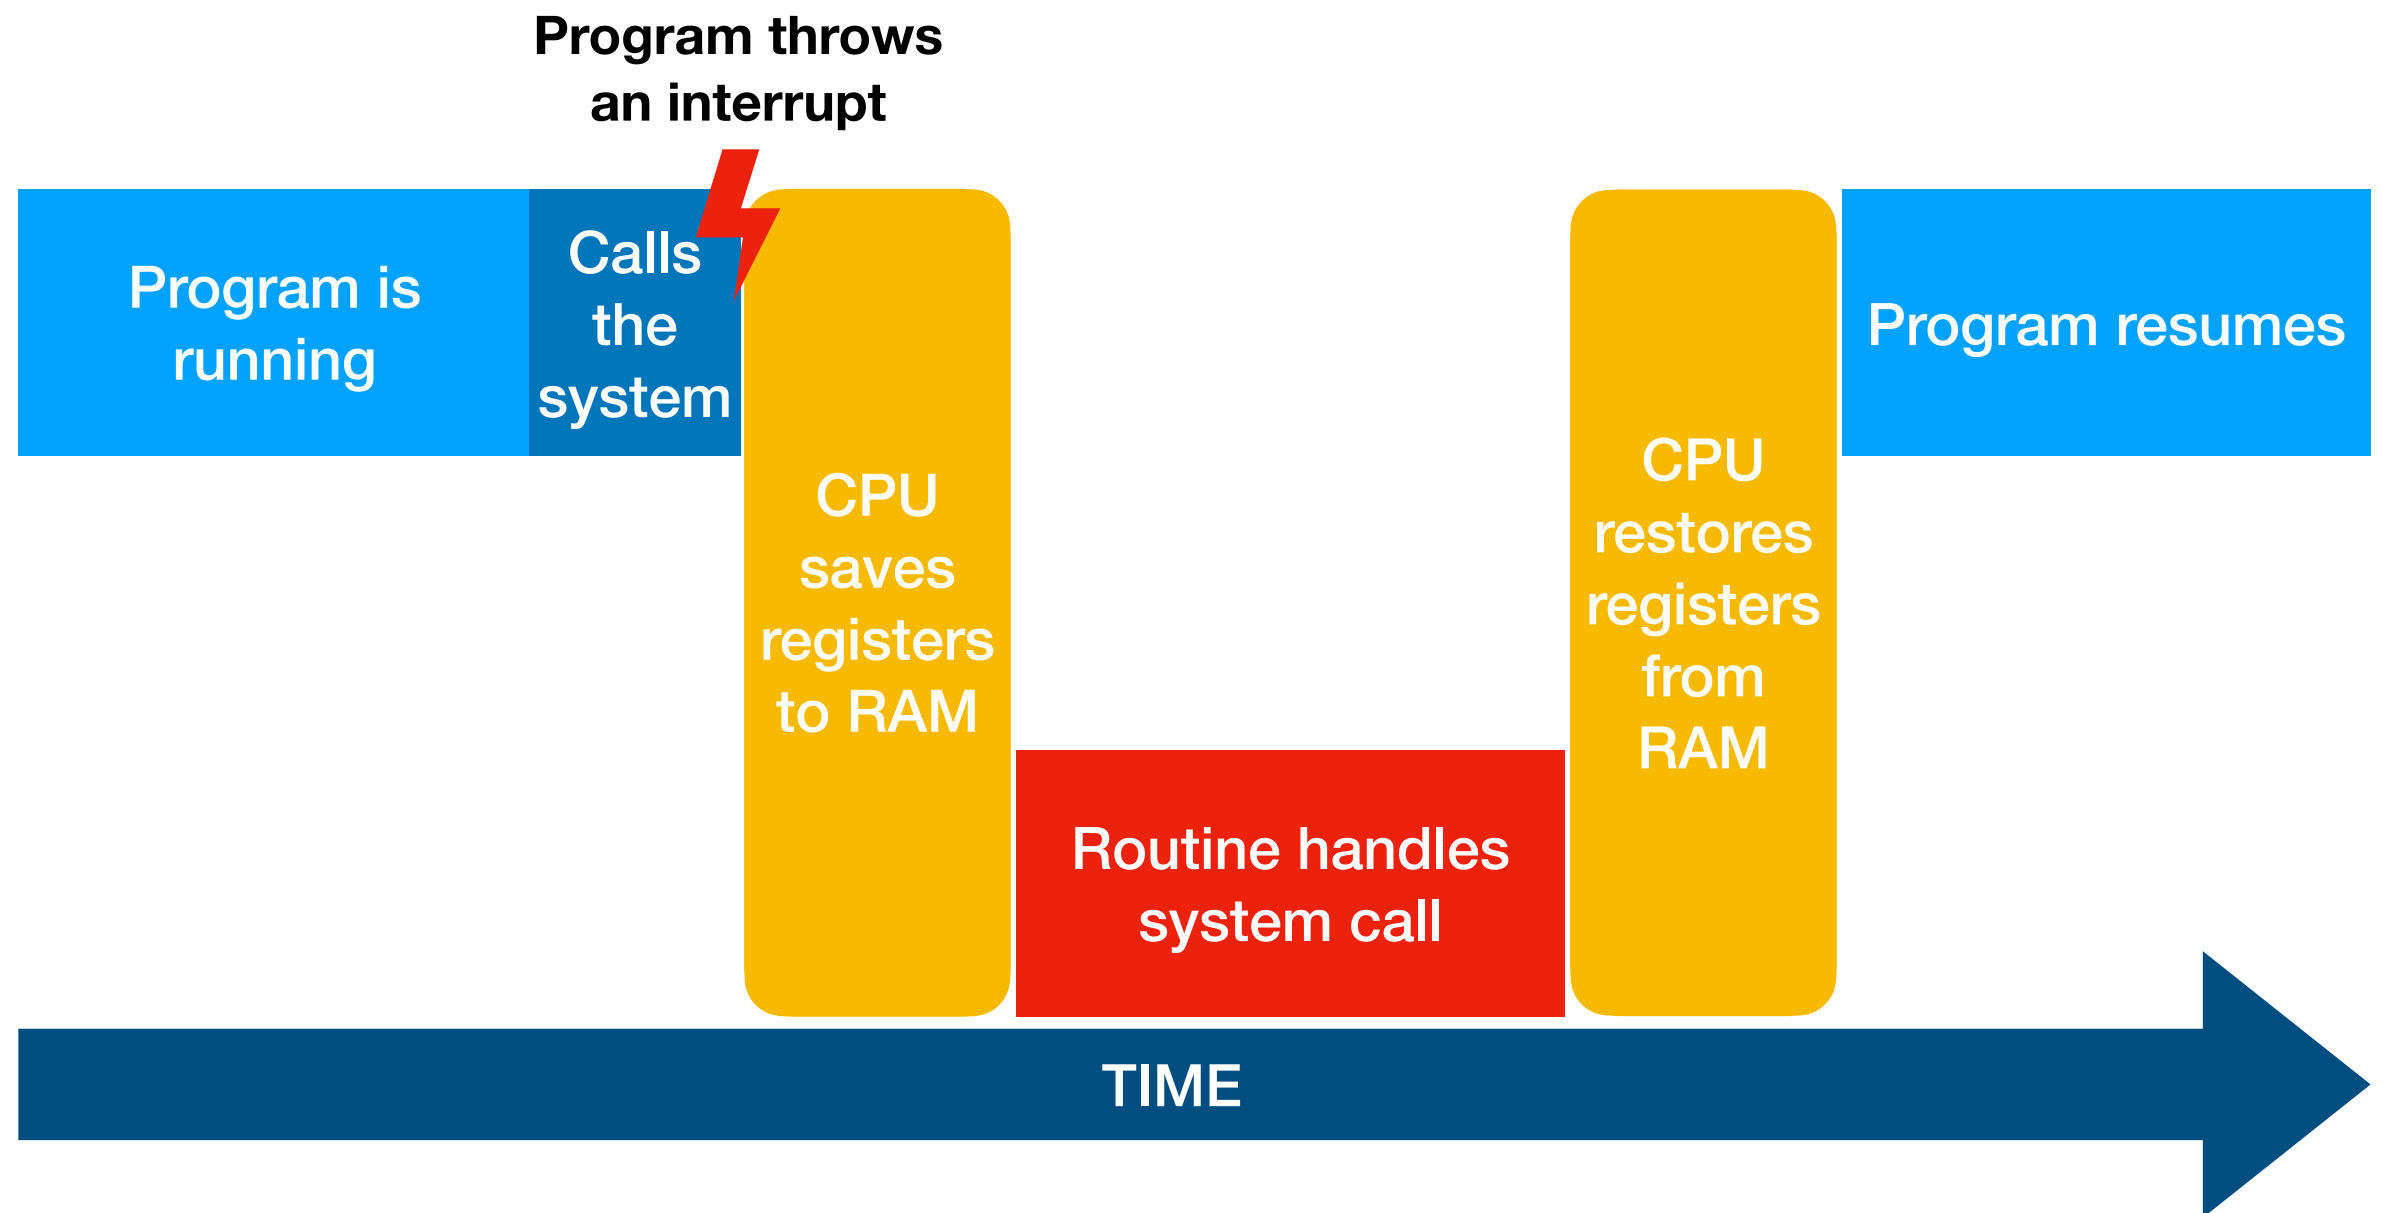 Program throws
an interrupt
Program is
running
Calls
the
system
CPU
saves
registers
to RAM
Routine handles
system call
CPU
restores
registers
from
RAM
Program resumes
TIME